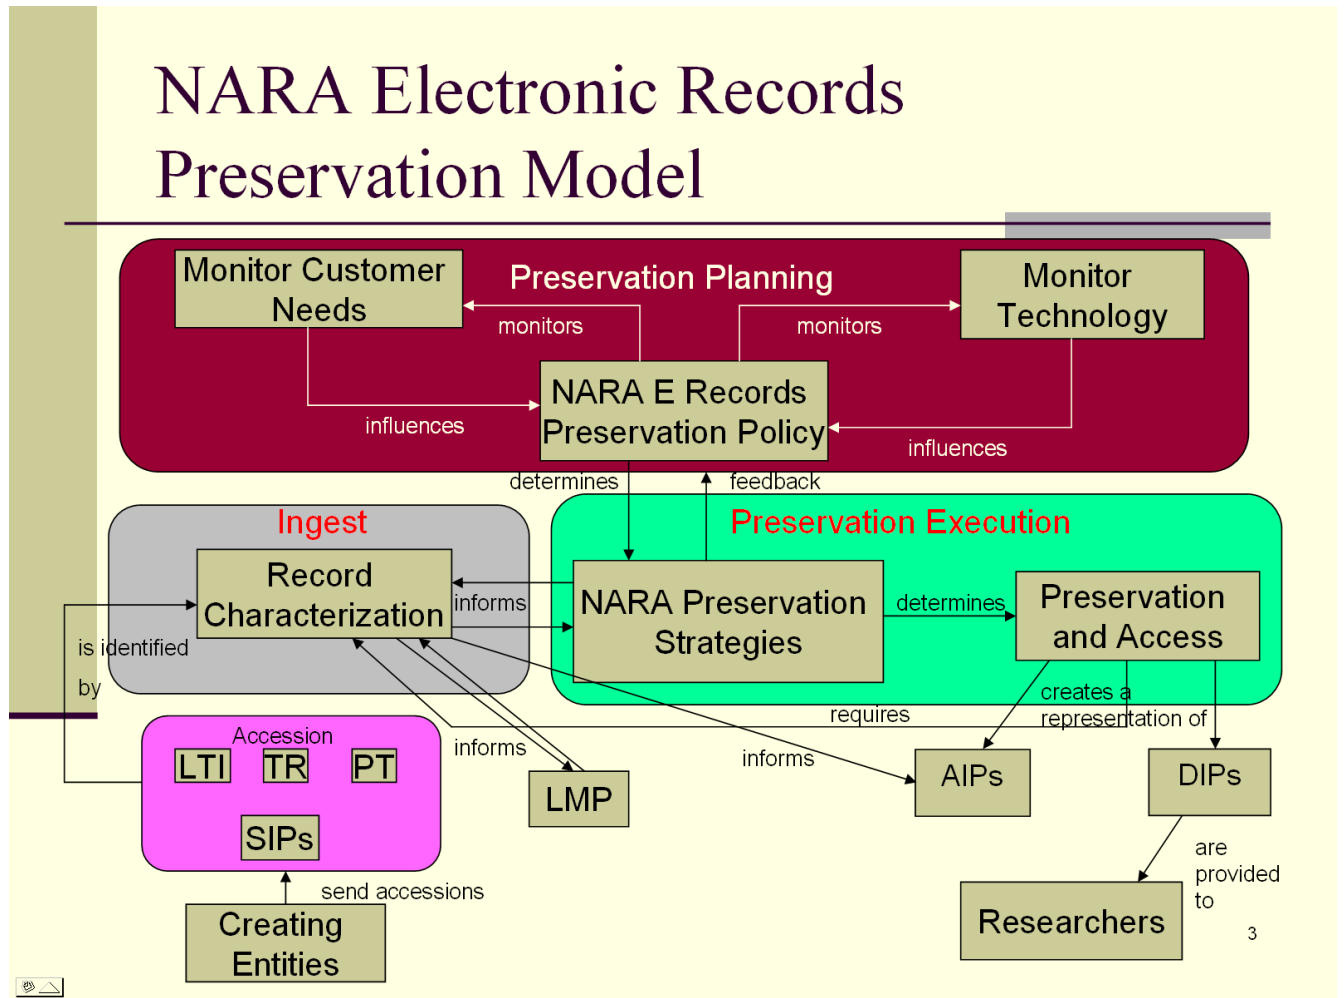 NARA Electronic Records
Preservation Model
Monitor Customer
Needs
Preservation Planning
Monitor
Technology
monitors
monitors
NARA E Records
Preservation Policy
influences
influences
determines
feedback
Ingest
Preservation Execution
Record
Characterization
informs
NARA Preservation
Strategies
determines
Preservation
and Access
is identified
by
creates a
representation of
requires
Accession
LTI
TR
PT
SIPs
informs
LMP
informs
AIPs
DIPs
are
provided
to
send accessions
Creating
Entities
Researchers
3